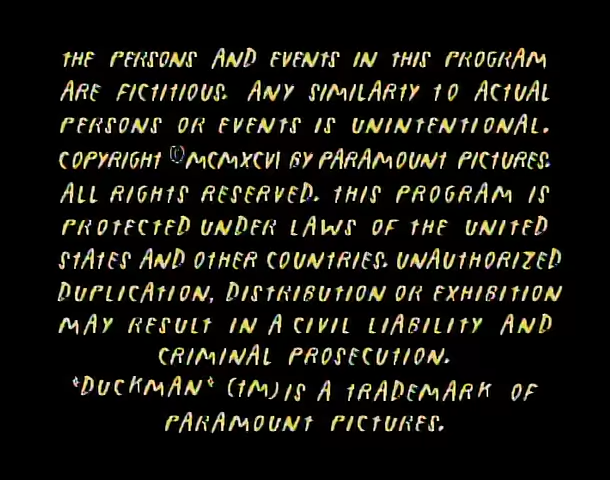 THE PERSONS AND EVENTS IN THIS PROGRAM
ARE FICTITIOUS. ANY SIMILARTY TO ACTUAL
PERSONS OR EVENTS IS UNINTENTIONAL.
COPYRIGHT ©MCMXCVI BY PARAMOUNT PICTURES.
ALL RIGHTS RESERVED. THIS PROGRAM IS
PROTECTED UNDER LAWS OF THE UNITED
STATES AND OTHER COUNTRIES. UNAUTHORIZED
DUPLICATION, DISTRIBUTION OR EXHIBITION
MAY RESULT IN A CIVIL LIABILITY AND
CRIMINAL PROSECUTION.
"DUCKMAN" (TM) IS A TRADEMARK OF
PARAMOUNT PICTURES.